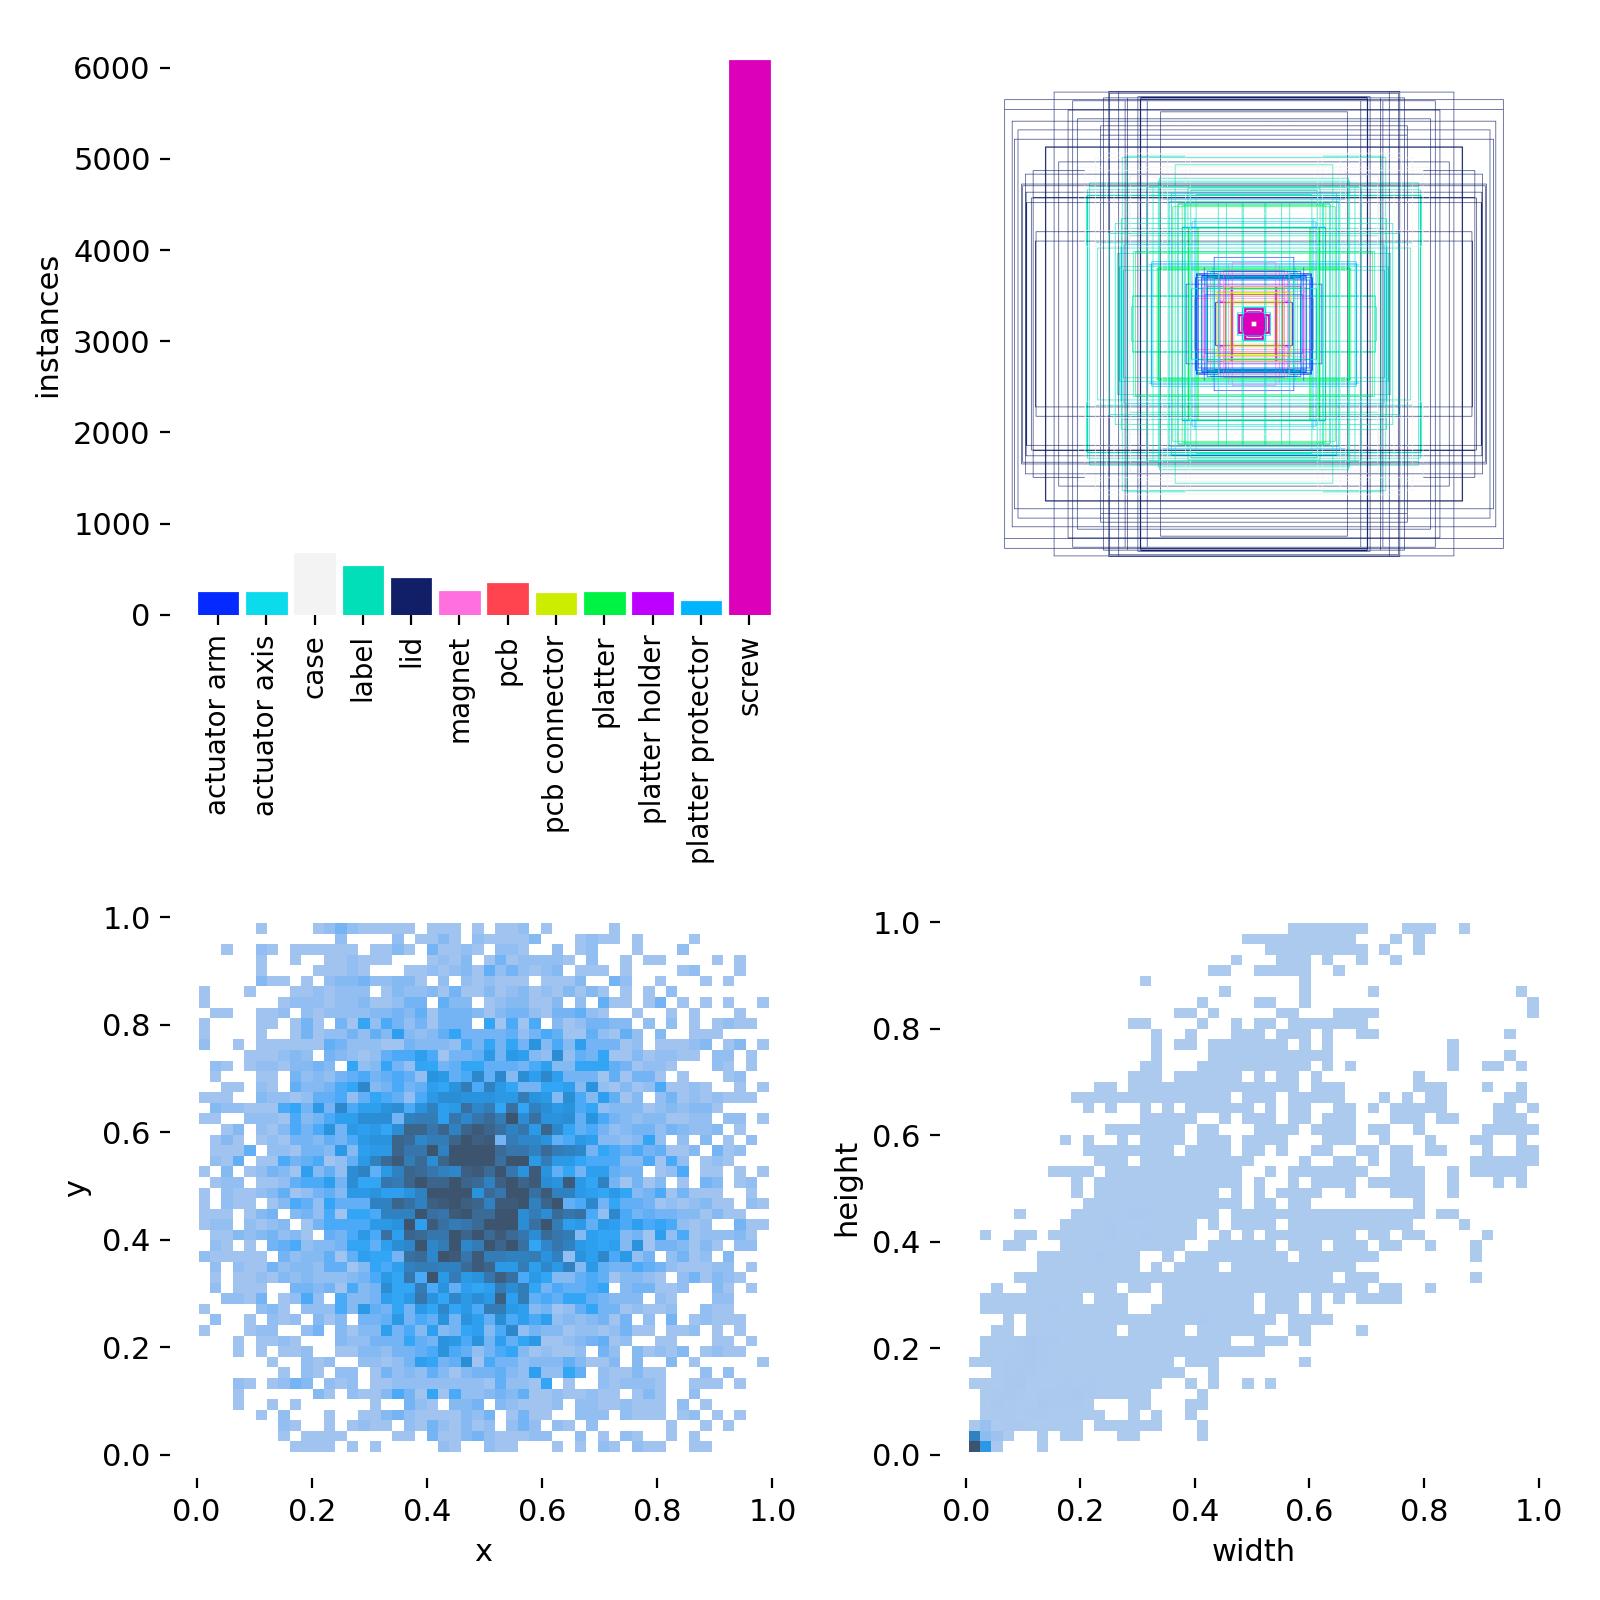 6000
5000
4000
3000
2000
1000
0
instances
actuator arm
actuator axis
case
label
lid
magnet
pcb
pcb connector
platter
platter holder
platter protector
screw
1.0
0.8
0.6
0.4
0.2
0.0
y
0.0 0.2 0.4 0.6 0.8 1.0
x
1.0
0.8
0.6
0.4
0.2
0.0
height
0.0 0.2 0.4 0.6 0.8 1.0
width